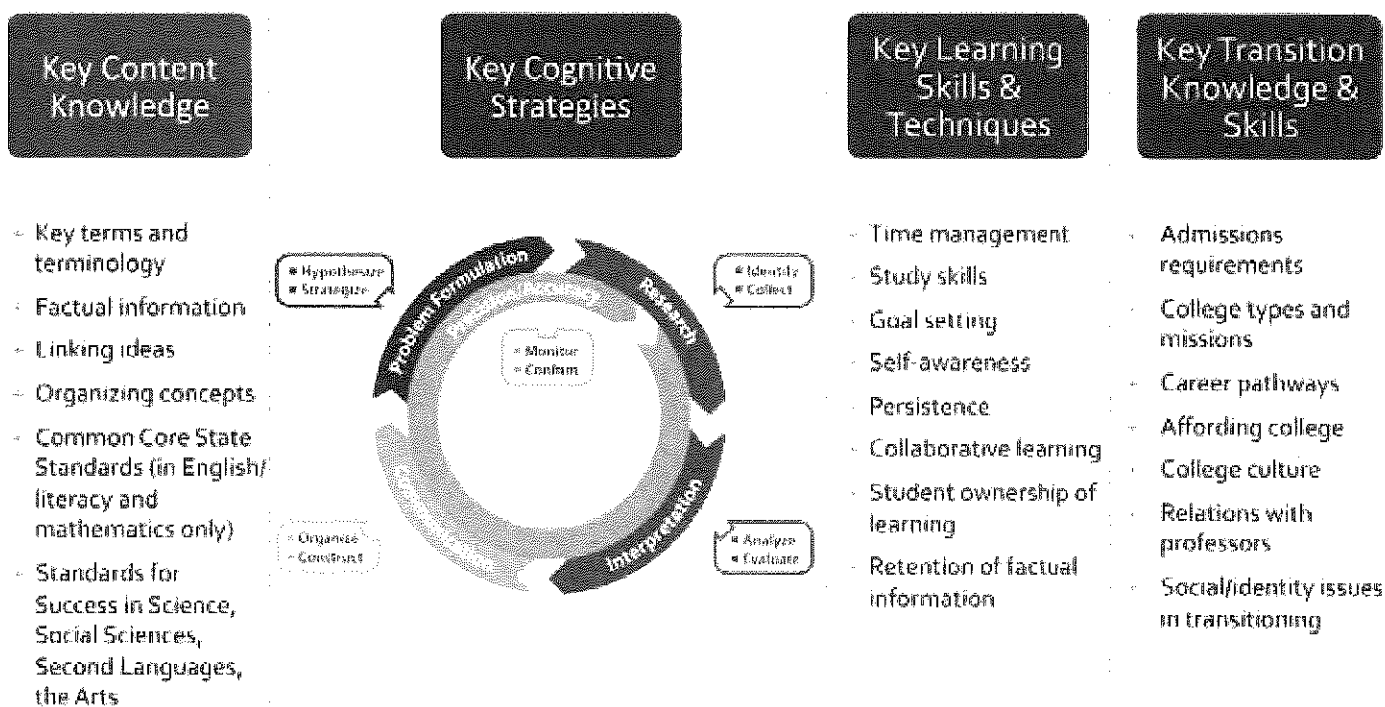 Key Content
Knowledge
Key terms and
terminology
Factual information
Linking ideas
Organizing concepts
Common Core State
Standards (in English/
literacy and
mathematics only)
Standards for
Success in Science,
Social Sciences,
Second Languages,
the Arts
Key Cognitive
Strategies
Problem Formulation
Hypothesize
Strategize
Research
Identify
Collect
Precision/Accuracy
Monitor
Confirm
Interpretation
Analyze
Evaluate
Organize
Construct
Key Learning
Skills &
Techniques
Time management
Study skills
Goal setting
Self-awareness
Persistence
Collaborative learning
Student ownership of
learning
Retention of factual
information
Key Transition
Knowledge &
Skills
Admissions
requirements
College types and
missions
Career pathways
Affording college
College culture
Relations with
professors
Social/identity issues
in transitioning